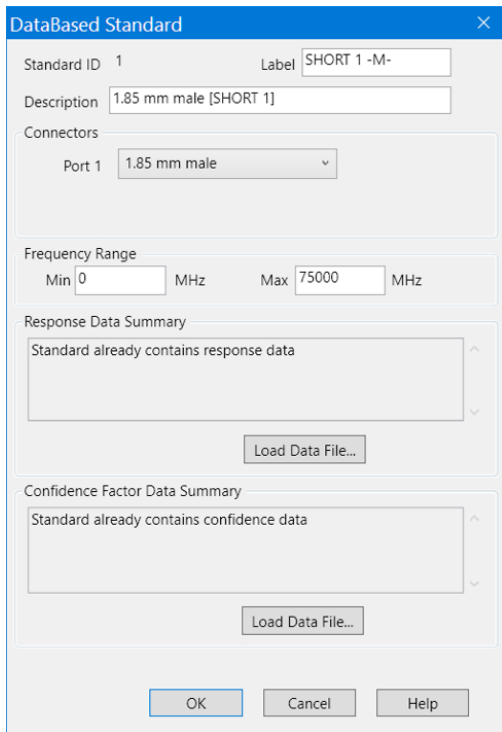 DataBased Standard
Standard ID 1 Label SHORT 1 -M-
Description 1.85 mm male [SHORT 1]
Connectors
Port 1 1.85 mm male
Frequency Range
Min 0 MHz Max 75000 MHz
Response Data Summary
Standard already contains response data
Load Data File...
Confidence Factor Data Summary
Standard already contains confidence data
Load Data File...
OK Cancel Help